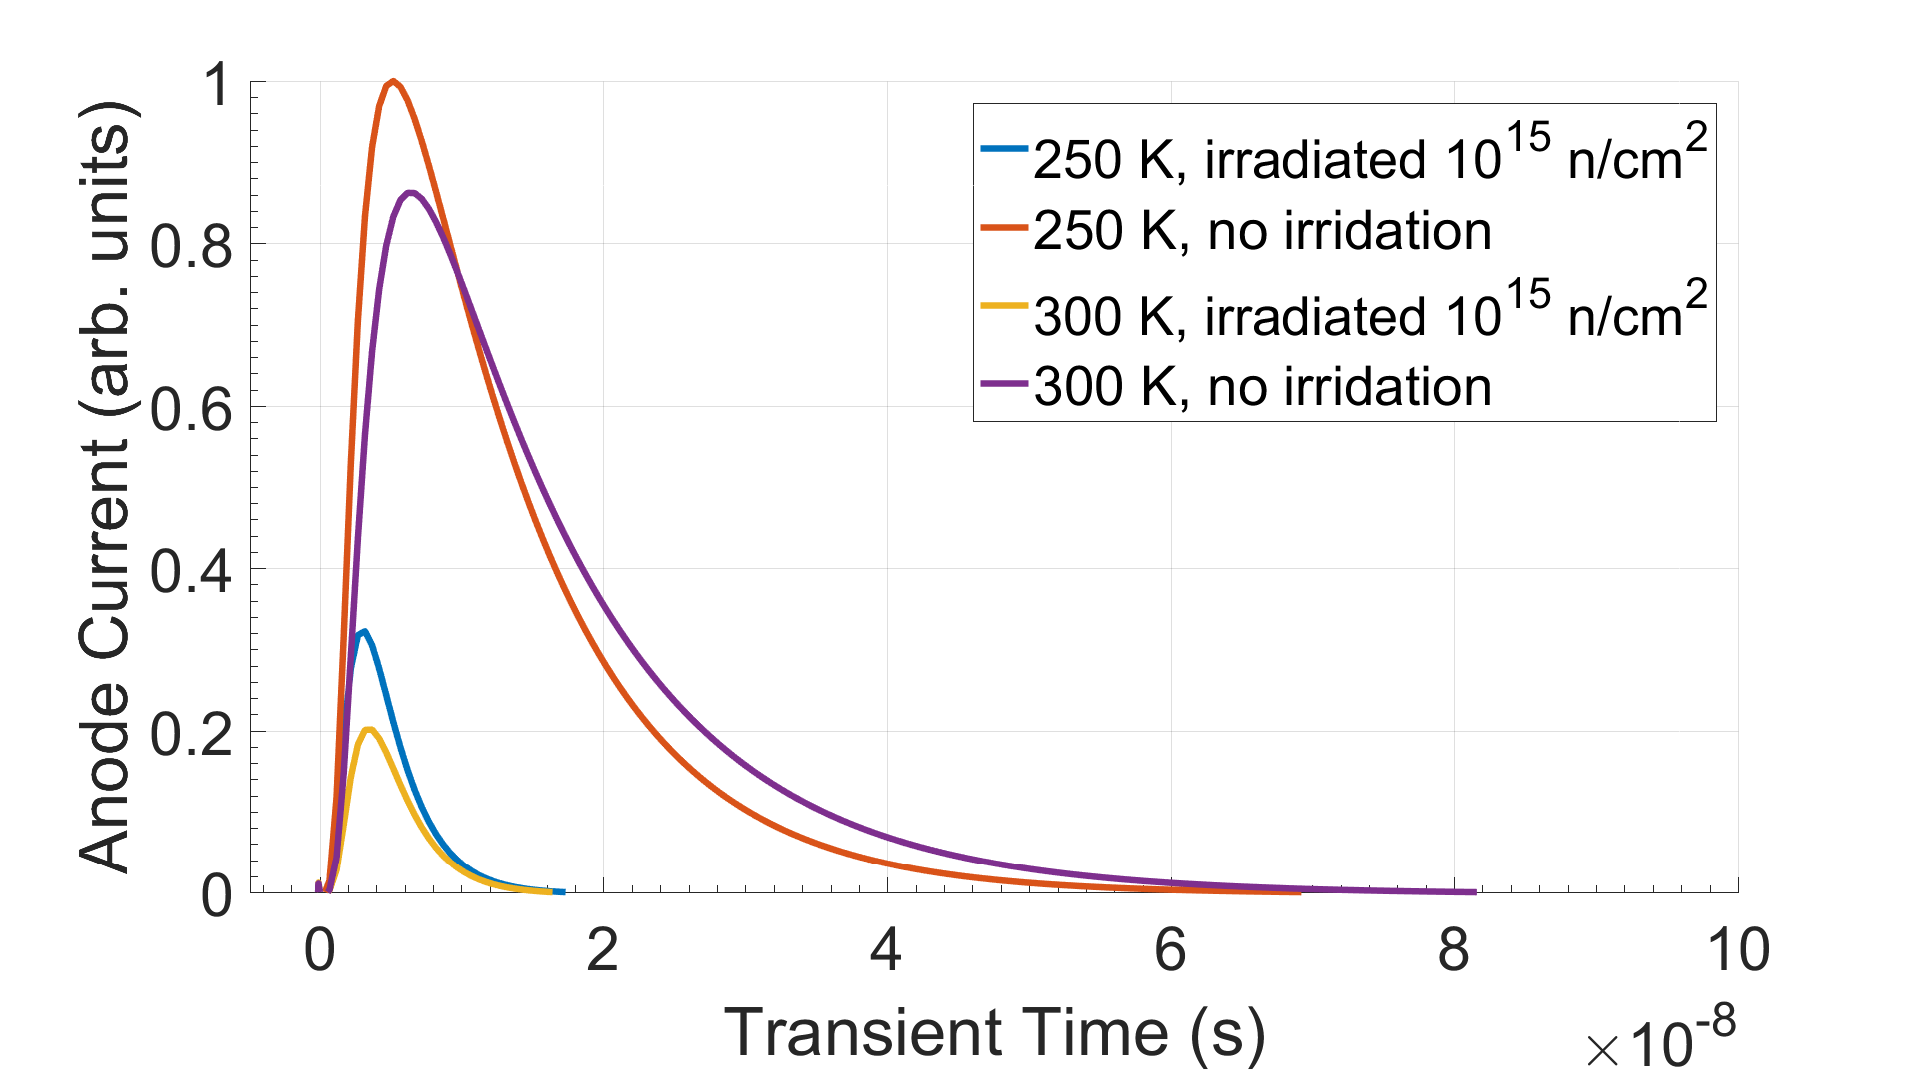 1
0.8
0.6
0.4
0.2
0
Anode Current (arb. units)
250 K, irradiated 10^15 n/cm^2
250 K, no irridation
300 K, irradiated 10^15 n/cm^2
300 K, no irridation
0 2 4 6 8 10
Transient Time (s)
×10^-8